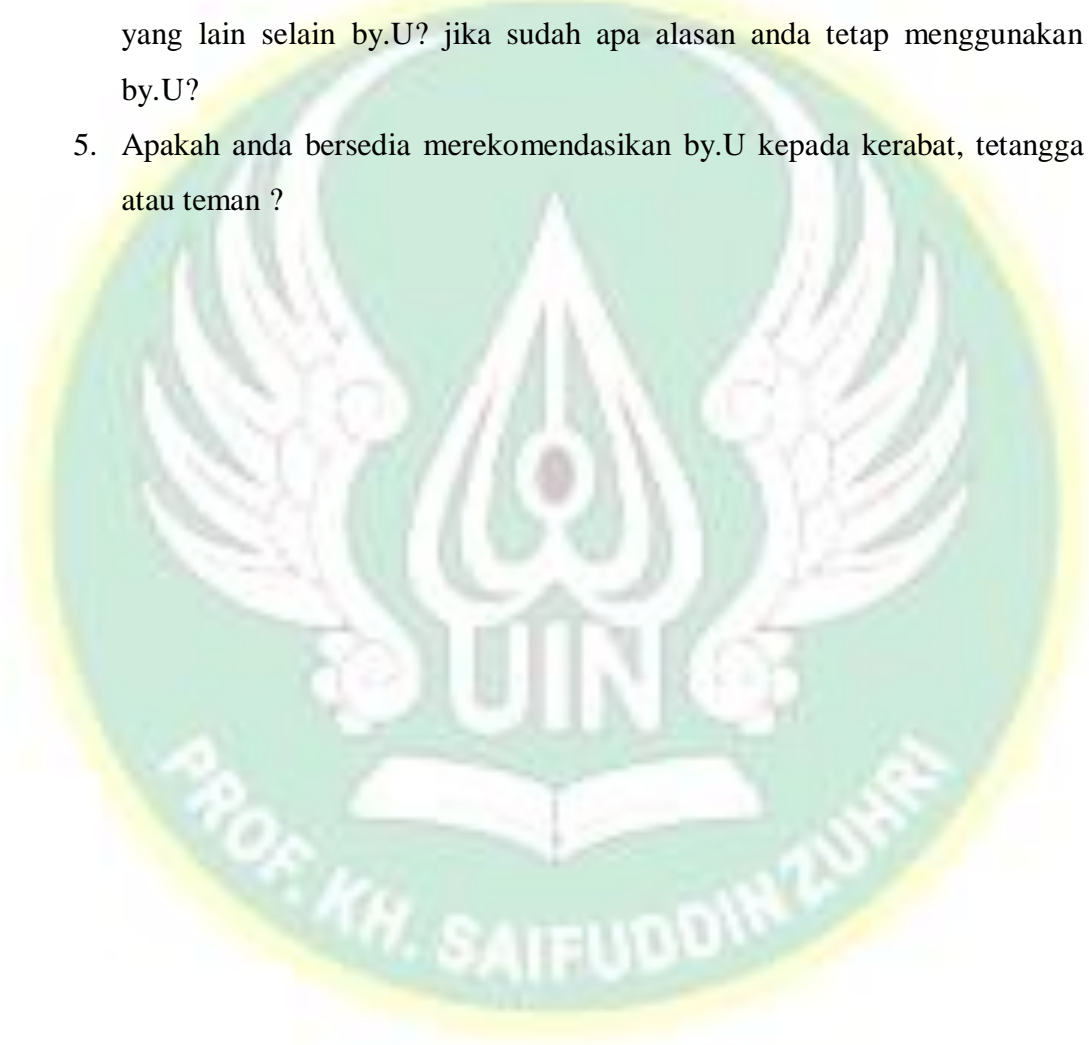 yang lain selain by.U? jika sudah apa alasan anda tetap menggunakan
by.U?
5. Apakah anda bersedia merekomendasikan by.U kepada kerabat, tetangga
atau teman ?
UIN
PROF. KH. SAIFUDDIN ZUHRI